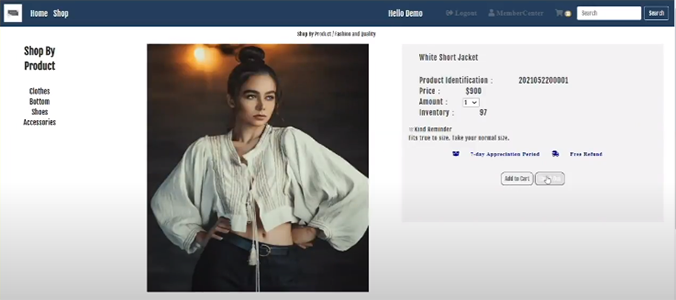 Home Shop Hello Demo Logout MemberCenter Search Search
Shop By Product / Fashion and Quality
Shop By
Product
Clothes
Bottom
Shoes
Accessories
White Short Jacket
Product Identification : 2021052200001
Price : $900
Amount : 1
Inventory : 97
Kind Reminder
Fits true to size, take your normal size.
7-day Appreciation Period Free Refund
Add to Cart